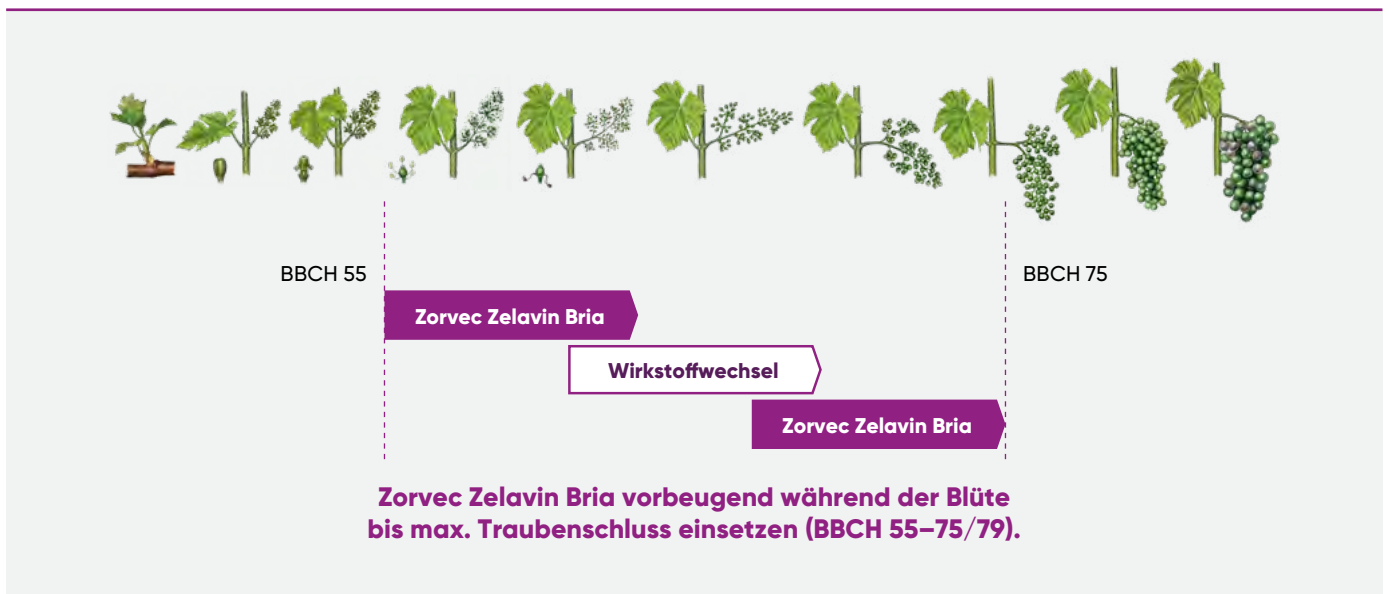 BBCH 55
BBCH 75
Zorvec Zelavin Bria
Wirkstoffwechsel
Zorvec Zelavin Bria
Zorvec Zelavin Bria vorbeugend während der Blüte
bis max. Traubenschluss einsetzen (BBCH 55–75/79).